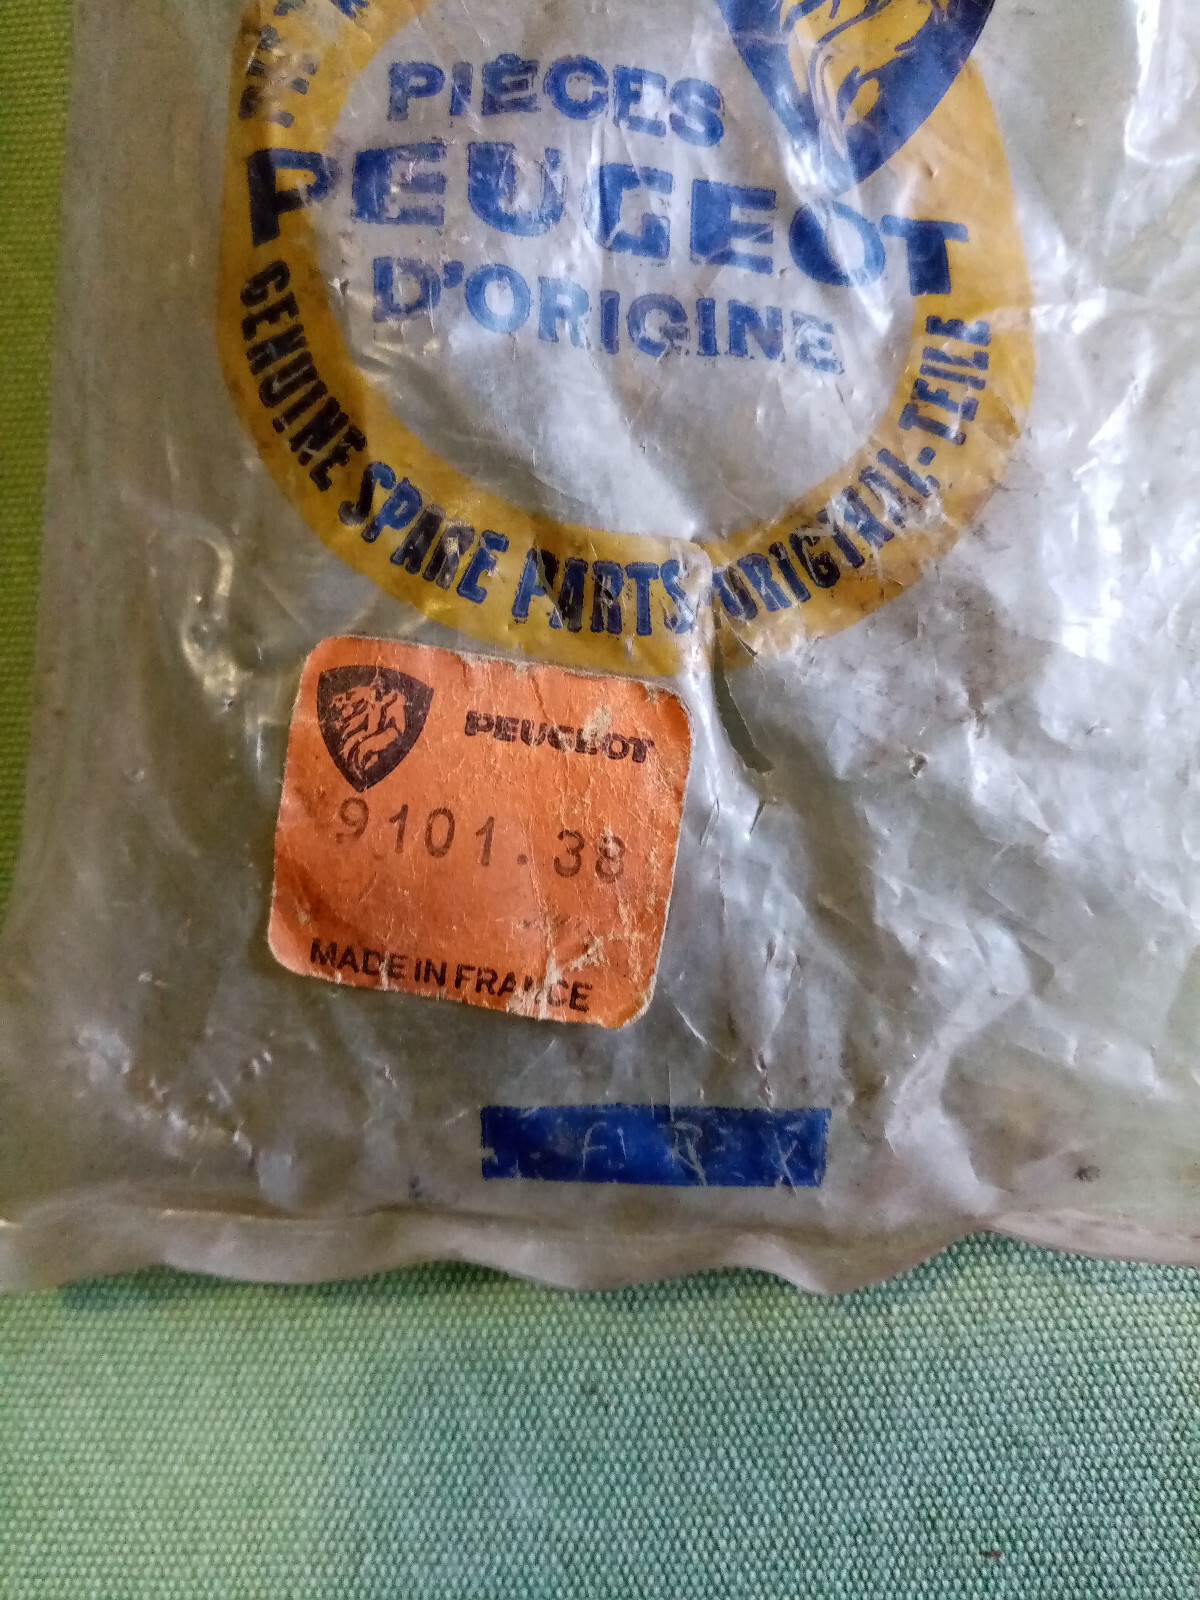 PIÈCES
PEUGEOT
D'ORIGINE
GENUINE SPARE PARTS-ORIGINAL-TEILE
PEUGEOT
9101.38
MADE IN FRANCE